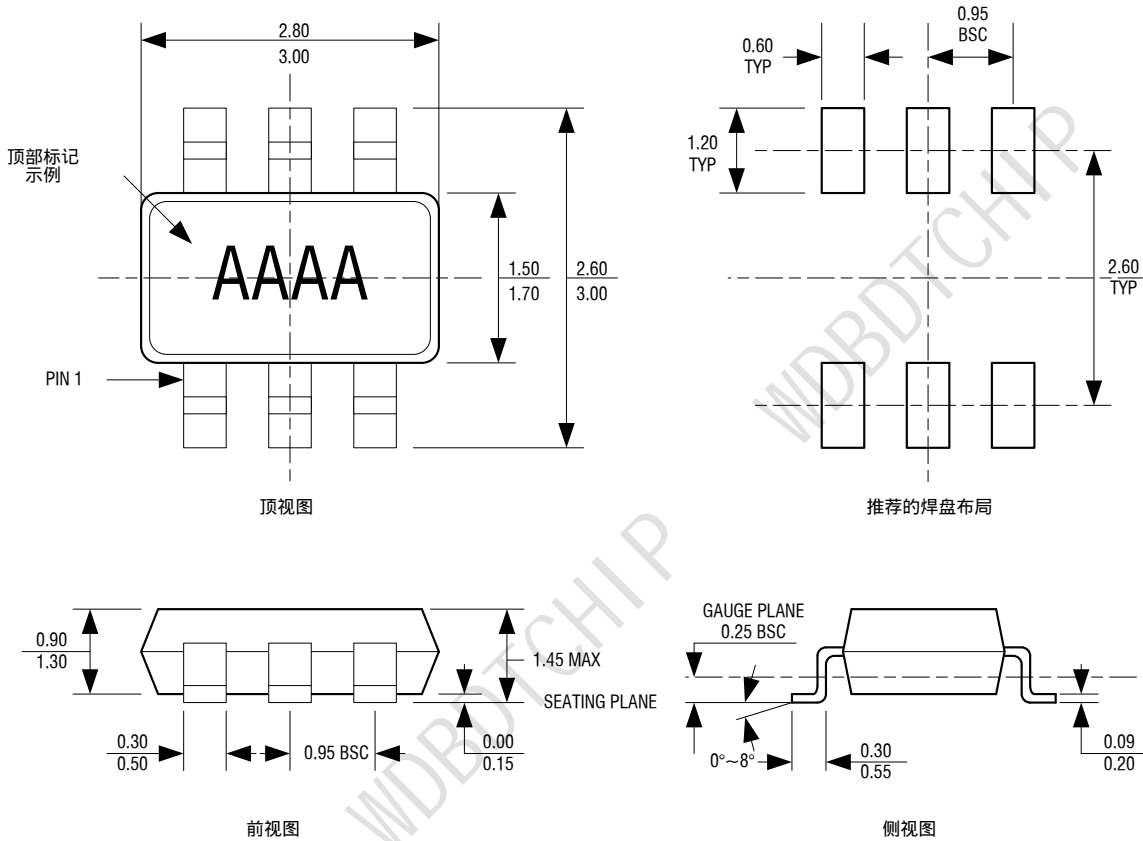 2.80
3.00
顶部标记
示例
AAAA
1.50
1.70
2.60
3.00
PIN 1
顶视图
0.60
TYP
0.95
BSC
1.20
TYP
2.60
TYP
推荐的焊盘布局
WDBDTCHIP
0.90
1.30
1.45 MAX
SEATING PLANE
0.30
0.50
0.95 BSC
0.00
0.15
前视图
WDBDTCHIP
GAUGE PLANE
0.25 BSC
0°~8°
0.30
0.55
0.09
0.20
侧视图